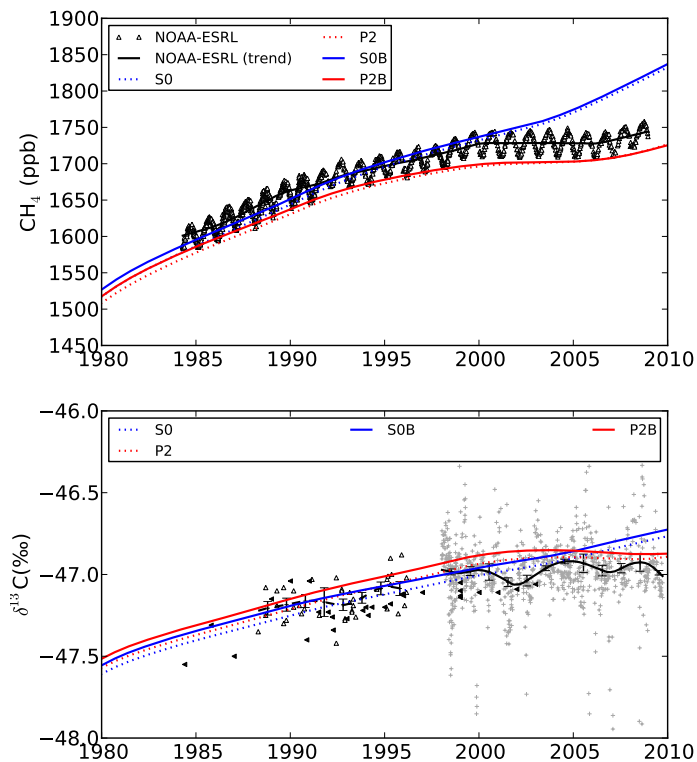 1900
1850
1800
1750
1700
1650
1600
1550
1500
1450
CH4 (ppb)
NOAA-ESRL
NOAA-ESRL (trend)
S0
P2
S0B
P2B
1980 1985 1990 1995 2000 2005 2010
−46.0
−46.5
−47.0
−47.5
−48.0
δ13C(‰)
S0
P2
S0B
P2B
1980 1985 1990 1995 2000 2005 2010